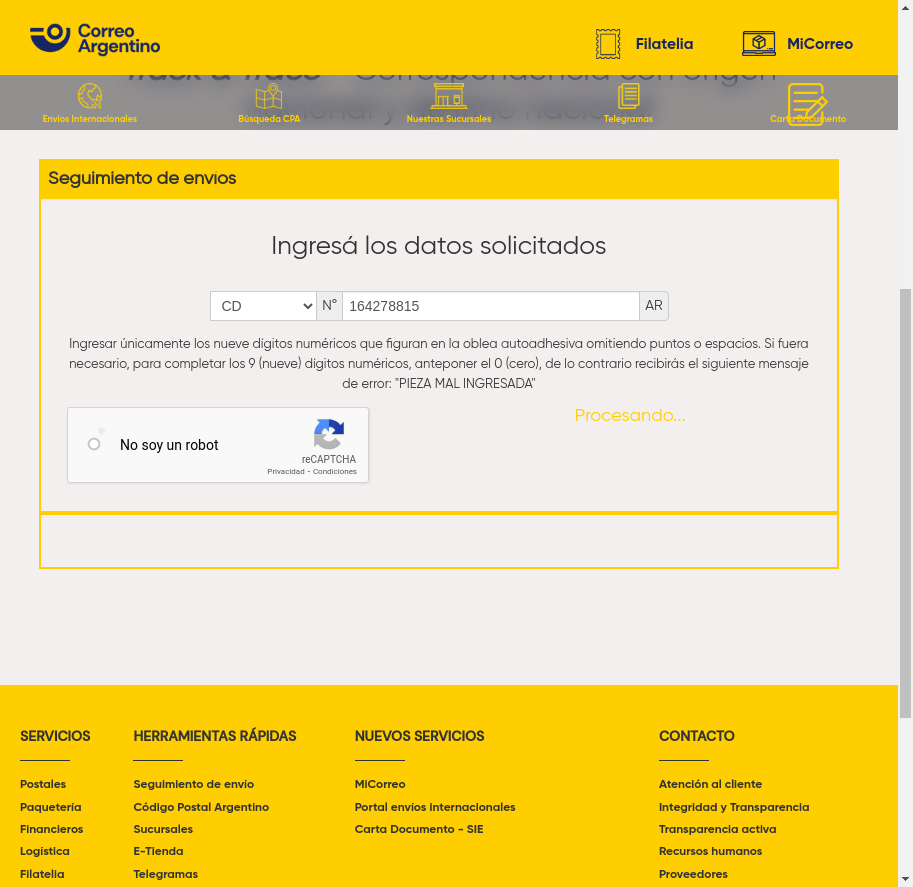 Correo
Argentino
Filatelia
MiCorreo
Track & Trace - Correspondencia con origen
nacional y destino nacional
Envíos Internacionales
Búsqueda CPA
Nuestras Sucursales
Telegramas
Carta Documento
Seguimiento de envíos
Ingresá los datos solicitados
CD
N°
164278815
AR
Ingresar únicamente los nueve dígitos numéricos que figuran en la oblea autoadhesiva omitiendo puntos o espacios. Si fuera
necesario, para completar los 9 (nueve) dígitos numéricos, anteponer el 0 (cero), de lo contrario recibirás el siguiente mensaje
de error: "PIEZA MAL INGRESADA"
Procesando...
No soy un robot
reCAPTCHA
Privacidad - Condiciones
SERVICIOS
Postales
Paquetería
Financieros
Logística
Filatelia
HERRAMIENTAS RÁPIDAS
Seguimiento de envío
Código Postal Argentino
Sucursales
E-Tienda
Telegramas
NUEVOS SERVICIOS
MiCorreo
Portal envíos internacionales
Carta Documento - SIE
CONTACTO
Atención al cliente
Integridad y Transparencia
Transparencia activa
Recursos humanos
Proveedores